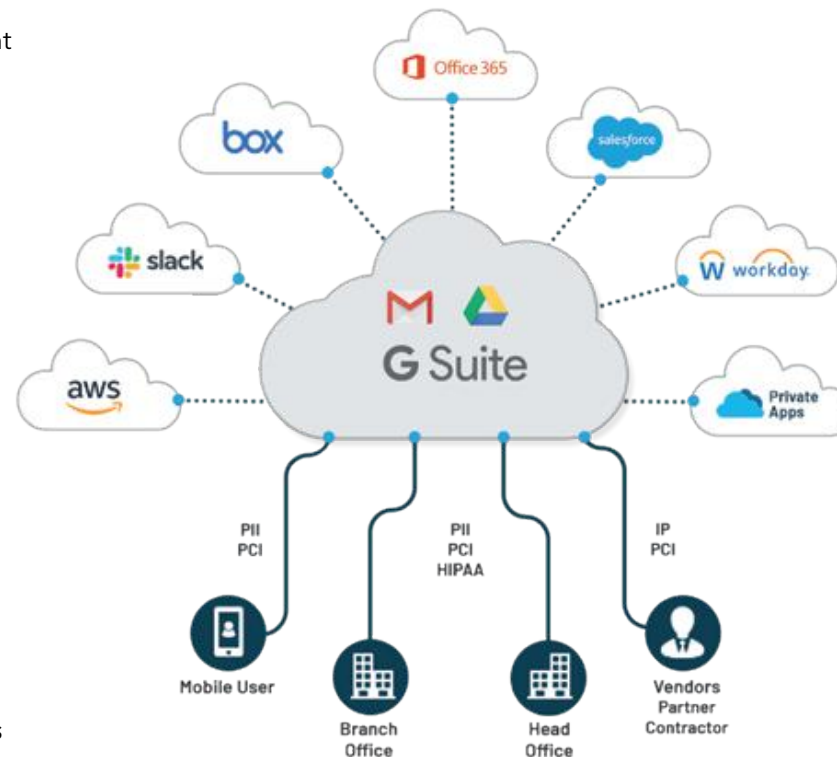 nt
Office 365
box
salesforce
slack
W workday.
G Suite
aws
Private
Apps
PII
PCI
PII
PCI
HIPAA
IP
PCI
Mobile User
Branch
Office
Head
Office
Vendors
Partner
Contractor
s